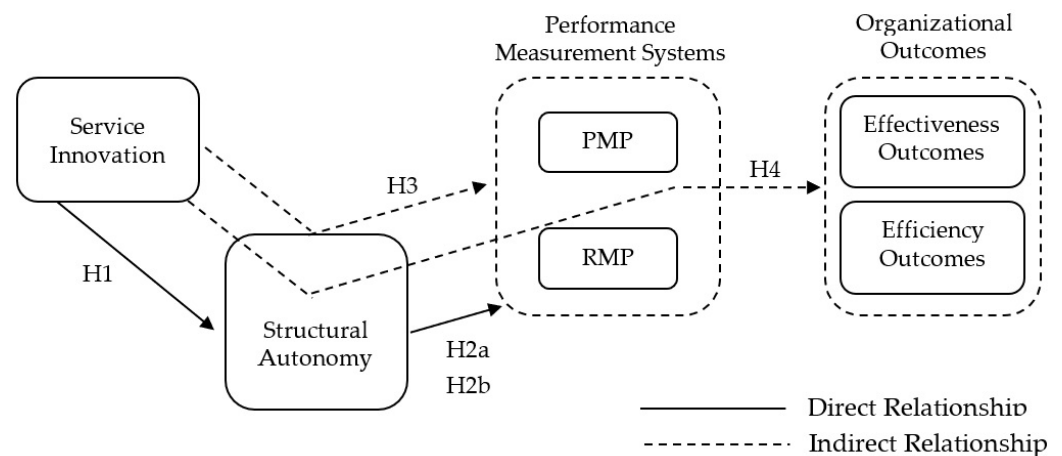 Performance
Measurement Systems
Organizational
Outcomes
Service
Innovation
PMP
Effectiveness
Outcomes
H3
H4
RMP
Efficiency
Outcomes
H1
Structural
Autonomy
H2a
H2b
Direct Relationship
Indirect Relationship